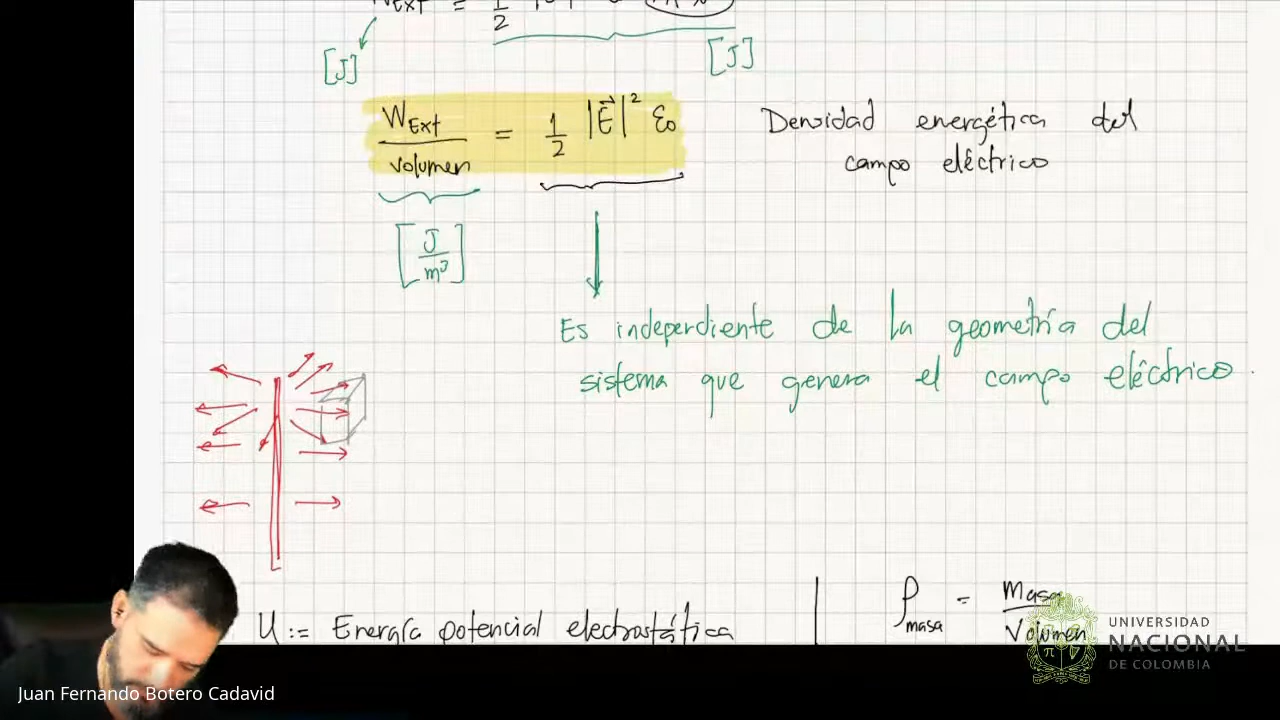 [J]
[J]
W_Ext / volumen = 1/2 |E⃗|² ε₀
Densidad energética del
campo eléctrico
[J/m³]
Es independiente de la geometría del
sistema que genera el campo eléctrico.
U := Energía potencial electrostática
ρ_masa = Masa / Volumen
UNIVERSIDAD
NACIONAL
DE COLOMBIA
Juan Fernando Botero Cadavid